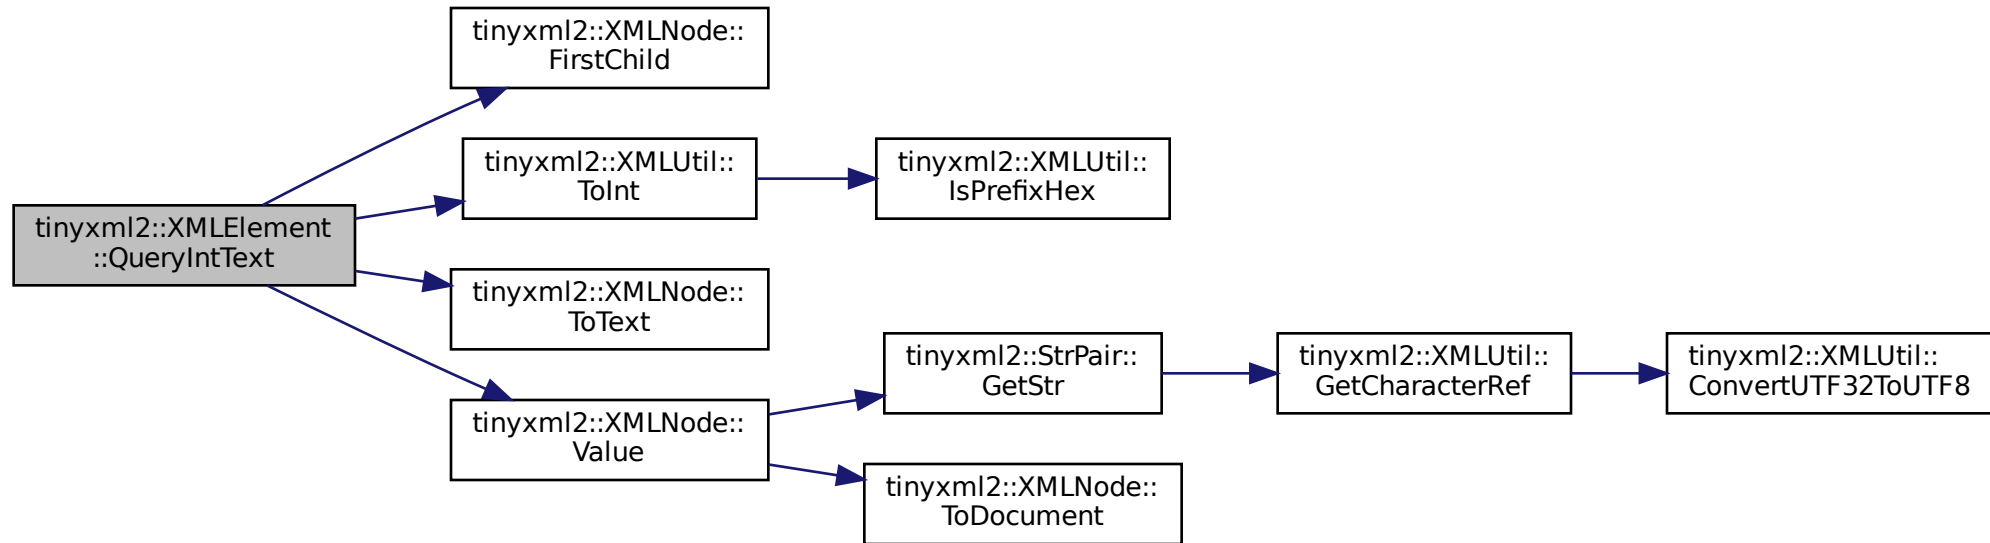 tinyxml2::XMLElement
::QueryIntText
tinyxml2::XMLNode::
FirstChild
tinyxml2::XMLUtil::
ToInt
tinyxml2::XMLUtil::
IsPrefixHex
tinyxml2::XMLNode::
ToText
tinyxml2::XMLNode::
Value
tinyxml2::StrPair::
GetStr
tinyxml2::XMLUtil::
GetCharacterRef
tinyxml2::XMLUtil::
ConvertUTF32ToUTF8
tinyxml2::XMLNode::
ToDocument